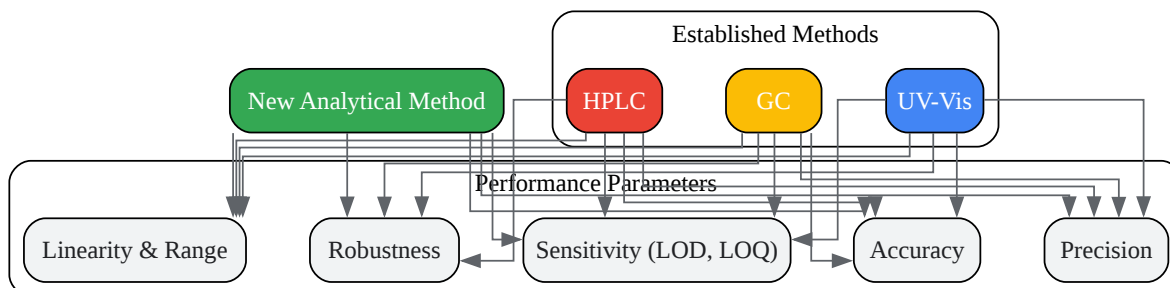 Established Methods
New Analytical Method
HPLC
GC
UV-Vis
Performance Parameters
Linearity & Range
Robustness
Sensitivity (LOD, LOQ)
Accuracy
Precision